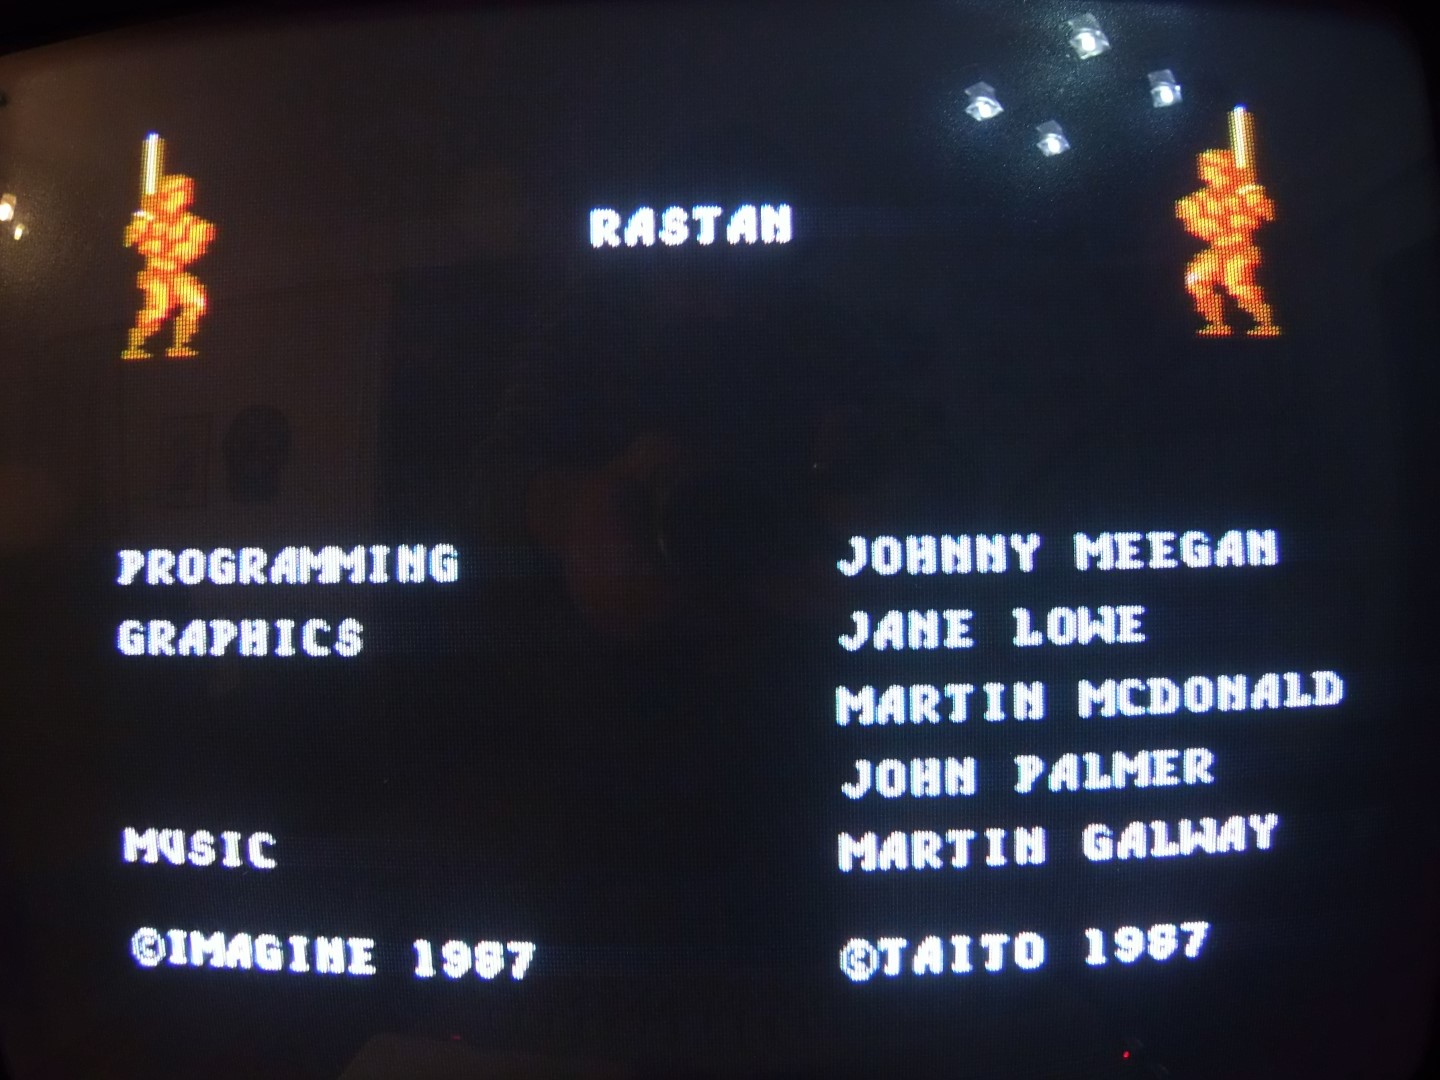 RASTAN
PROGRAMMING JOHNNY MEEGAN
GRAPHICS JANE LOWE
MARTIN MCDONALD
JOHN PALMER
MUSIC MARTIN GALWAY
©IMAGINE 1987 ©TAITO 1987